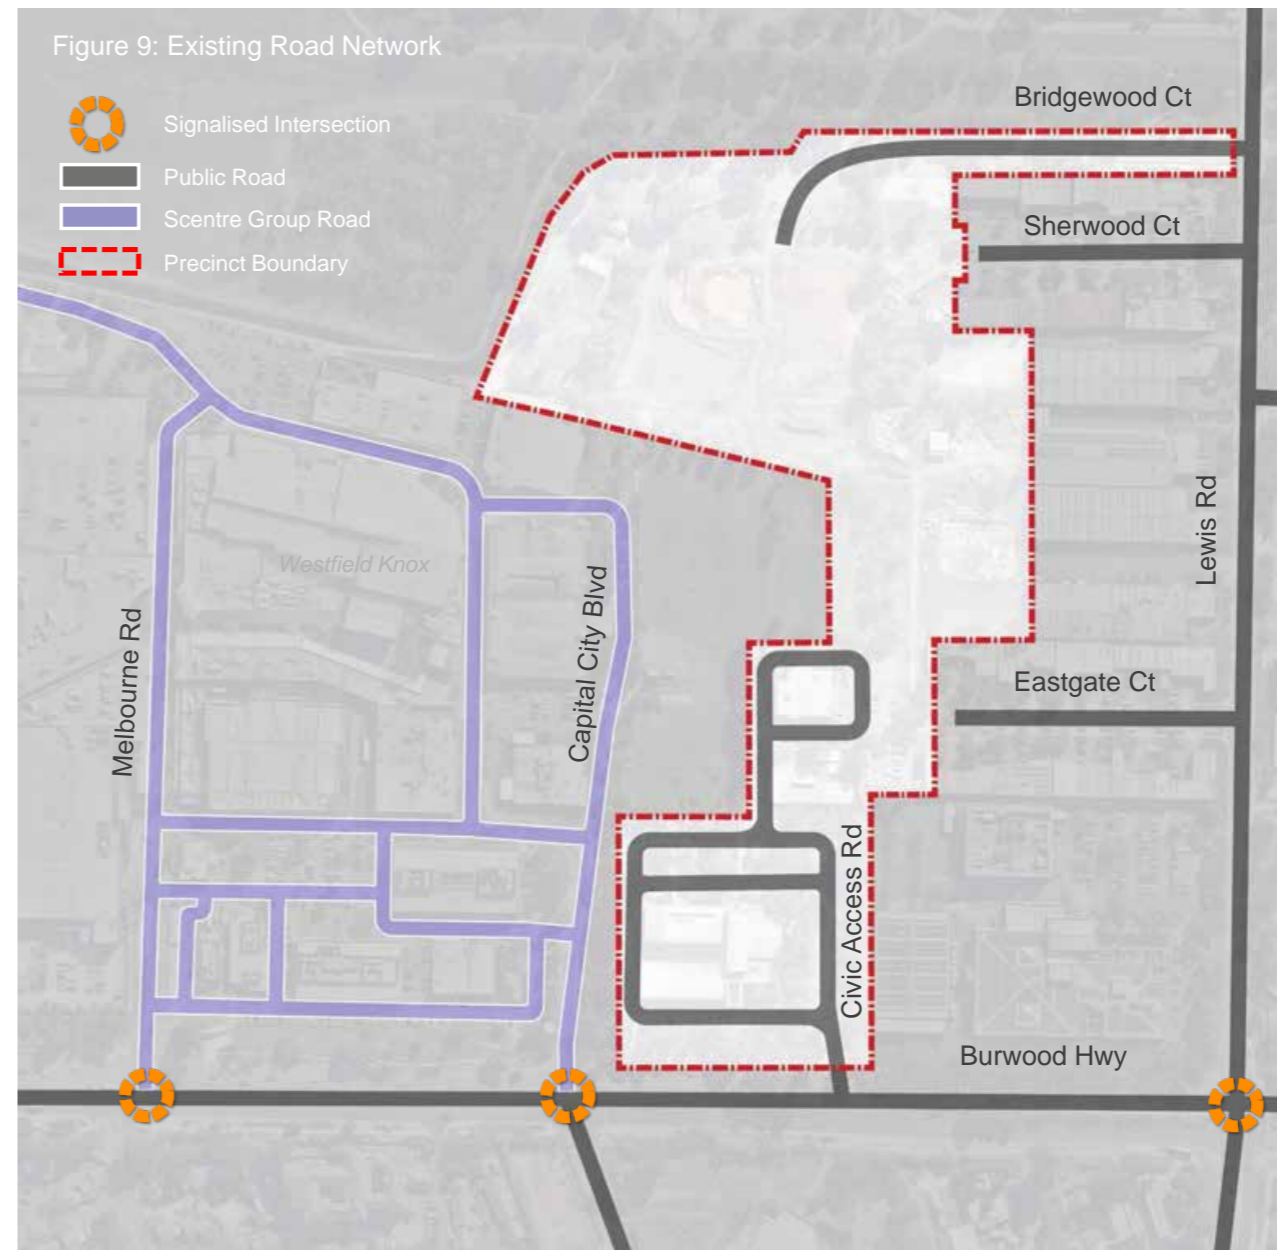 Figure 9: Existing Road Network
Signalised Intersection
Public Road
Scentre Group Road
Precinct Boundary
Bridgewood Ct
Sherwood Ct
Lewis Rd
Westfield Knox
Melbourne Rd
Capital City Blvd
Eastgate Ct
Civic Access Rd
Burwood Hwy